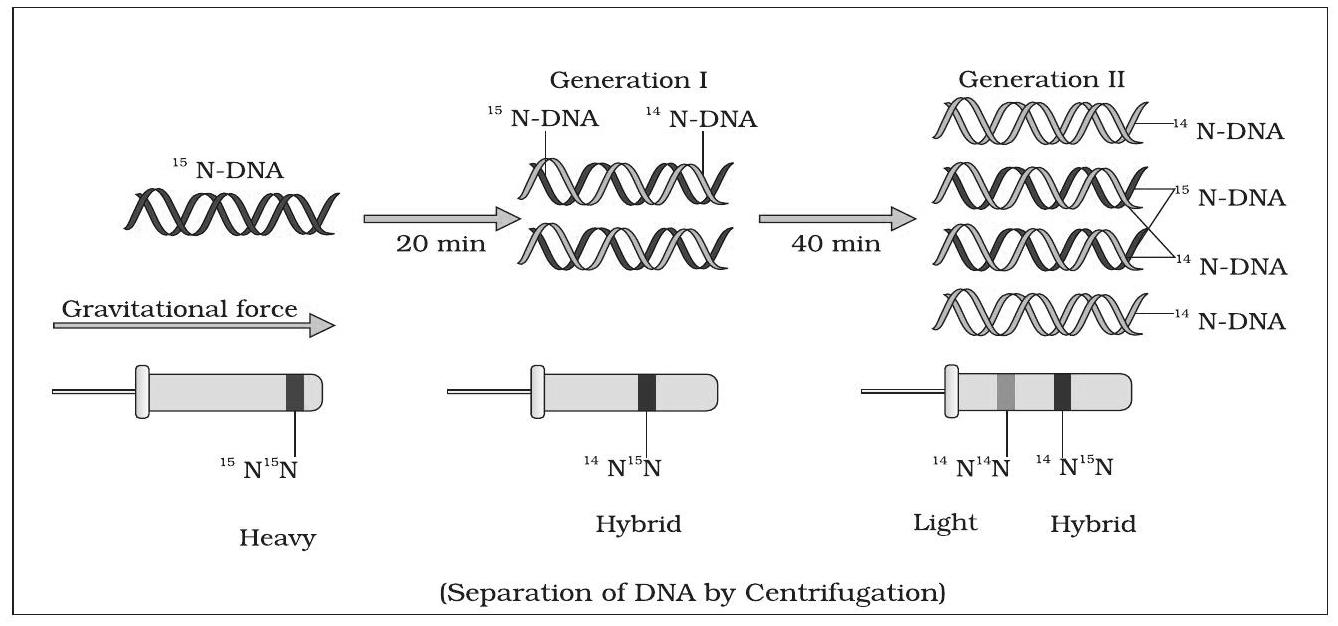 Generation I
Generation II
15 N-DNA
14 N-DNA
14 N-DNA
15 N-DNA
15 N-DNA
20 min
40 min
14 N-DNA
Gravitational force
14 N-DNA
15 N15N
14 N15N
14 N14N
14 N15N
Heavy
Hybrid
Light
Hybrid
(Separation of DNA by Centrifugation)